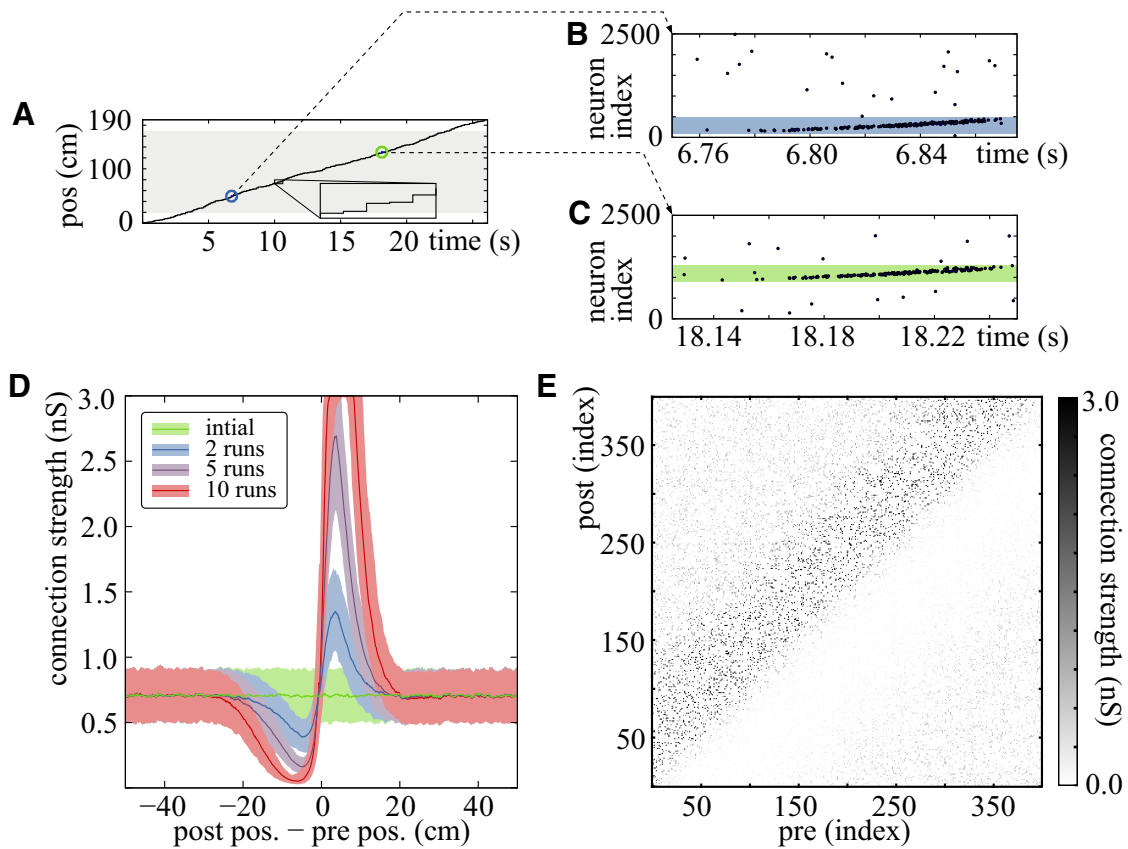 A
pos (cm)
190
100
0
5
10
15
20
time (s)
B
neuron
index
2500
0
6.76
6.80
6.84
time (s)
C
neuron
index
2500
0
18.14
18.18
18.22
time (s)
D
connection strength (nS)
3.0
2.5
2.0
1.5
1.0
0.5
intial
2 runs
5 runs
10 runs
−40
−20
0
20
40
post pos. − pre pos. (cm)
E
post (index)
350
250
150
50
50
150
250
350
pre (index)
3.0
0.0
connection strength (nS)